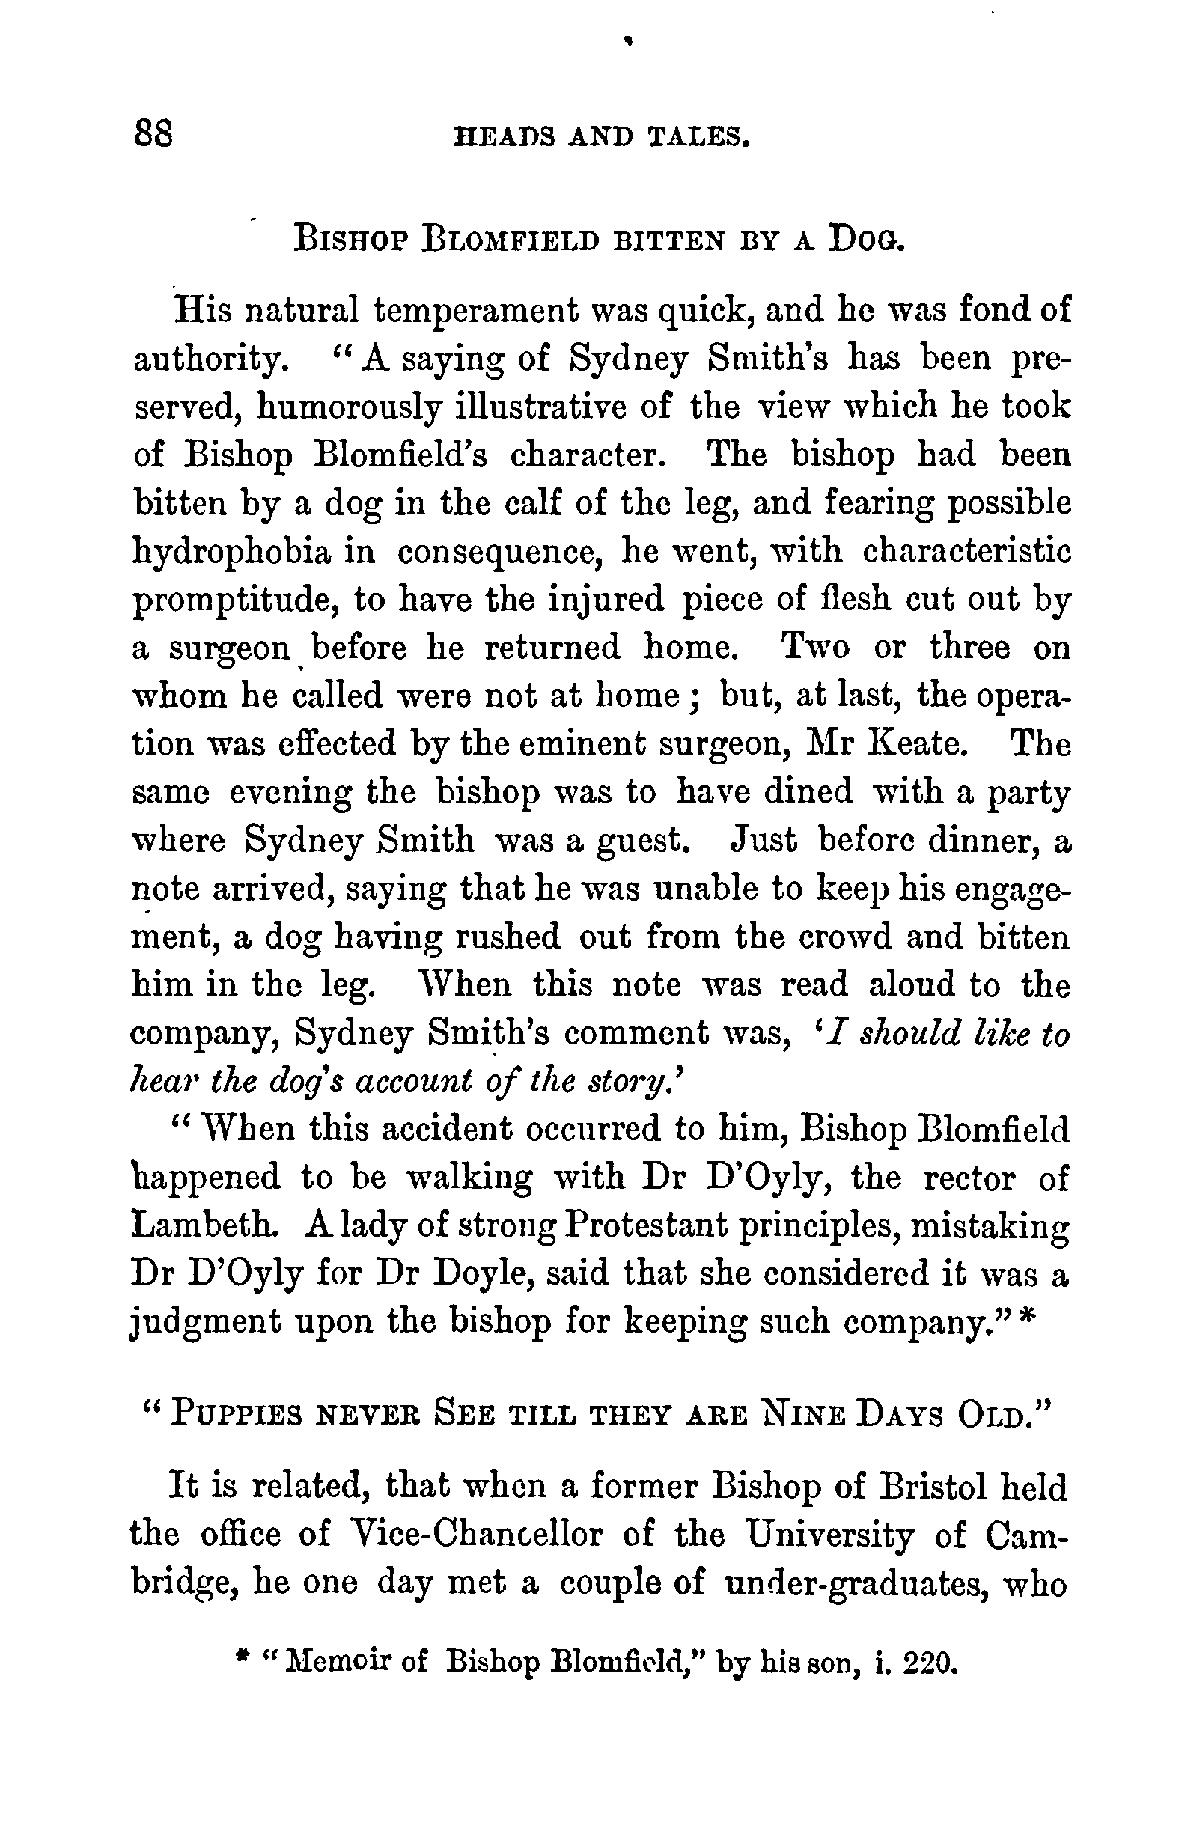 88 HEADS AND TALES.
BISHOP BLOMFIELD BITTEN BY A DOG.
His natural temperament was quick, and he was fond of
authority. “A saying of Sydney Smith’s has been pre-
served, humorously illustrative of the view which he took
of Bishop Blomfield’s character. The bishop had been
bitten by a dog in the calf of the leg, and fearing possible
hydrophobia in consequence, he went, with characteristic
promptitude, to have the injured piece of flesh cut out by
a surgeon before he returned home. Two or three on
whom he called were not at home; but, at last, the opera-
tion was effected by the eminent surgeon, Mr Keate. The
same evening the bishop was to have dined with a party
where Sydney Smith was a guest. Just before dinner, a
note arrived, saying that he was unable to keep his engage-
ment, a dog having rushed out from the crowd and bitten
him in the leg. When this note was read aloud to the
company, Sydney Smith’s comment was, ‘I should like to
hear the dog’s account of the story.’
“When this accident occurred to him, Bishop Blomfield
happened to be walking with Dr D’Oyly, the rector of
Lambeth. A lady of strong Protestant principles, mistaking
Dr D’Oyly for Dr Doyle, said that she considered it was a
judgment upon the bishop for keeping such company.”*
“PUPPIES NEVER SEE TILL THEY ARE NINE DAYS OLD.”
It is related, that when a former Bishop of Bristol held
the office of Vice-Chancellor of the University of Cam-
bridge, he one day met a couple of under-graduates, who
* “Memoir of Bishop Blomfield,” by his son, i. 220.